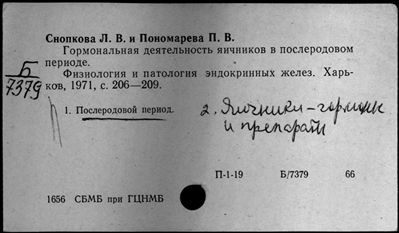 Снопкова Л. В. и Пономарева П. В.
Гормональная деятельность яичников в послеродовом
периоде.
Б
7379
Физиология и патология эндокринных желез. Харь-
ков, 1971, с. 206—209.
1. Послеродовой период.
2. Яичники – гормоны
и препараты
П-1-19 Б/7379 66
1656 СБМБ при ГЦНМБ